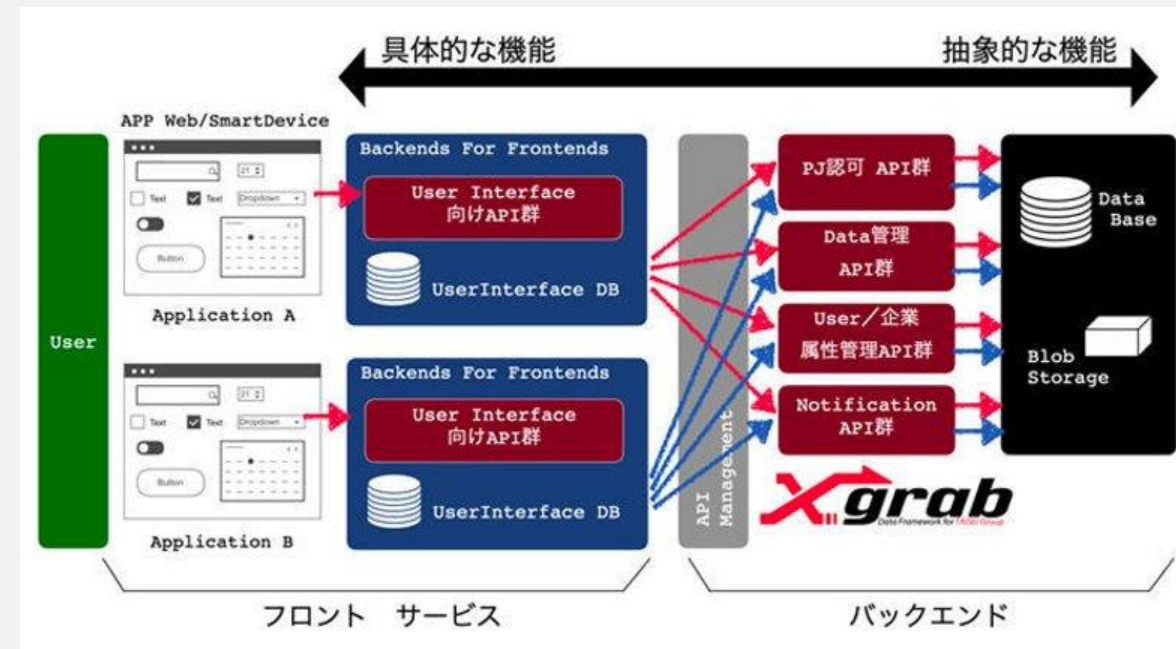 具体的な機能
抽象的な機能
APP Web/SmartDevice
User
21
Text
Text
Dropdown
Button
Application A
Backends For Frontends
User Interface
向けAPI群
UserInterface DB
21
Text
Text
Dropdown
Button
Application B
Backends For Frontends
User Interface
向けAPI群
UserInterface DB
API
Management
PJ認可 API群
Data管理
API群
User／企業
属性管理API群
Notification
API群
Xgrab
Data Framework for TAISEI Group
Data
Base
Blob
Storage
フロント サービス
バックエンド